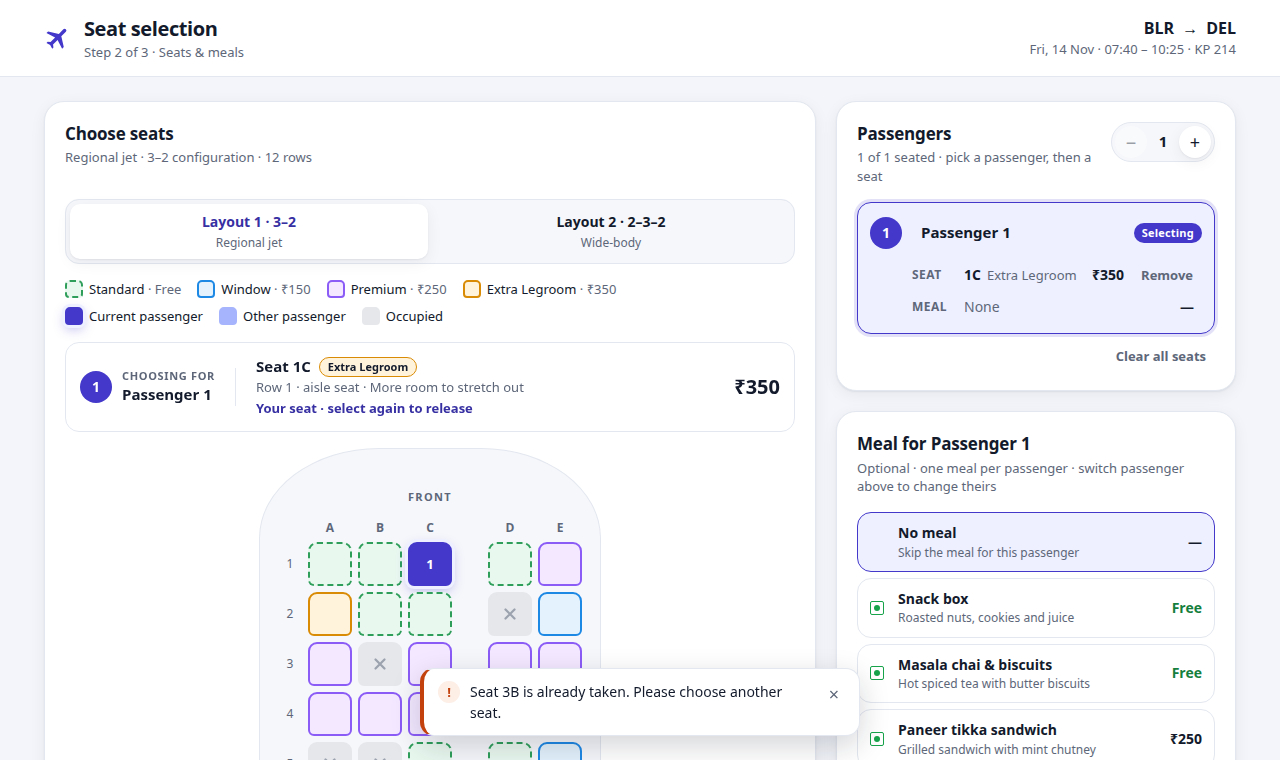 Seat selection
Step 2 of 3 · Seats & meals
BLR → DEL
Fri, 14 Nov · 07:40 – 10:25 · KP 214
Choose seats
Regional jet · 3–2 configuration · 12 rows
Layout 1 · 3–2
Regional jet
Layout 2 · 2–3–2
Wide-body
Standard · Free Window · ₹150 Premium · ₹250 Extra Legroom · ₹350
Current passenger Other passenger Occupied
1
CHOOSING FOR
Passenger 1
Seat 1C Extra Legroom
Row 1 · aisle seat · More room to stretch out
Your seat · select again to release
₹350
FRONT
A B C D E
1 1
2 ✕
3 ✕
4
Seat 3B is already taken. Please choose another
seat.
Passengers
1 of 1 seated · pick a passenger, then a
seat
− 1 +
1 Passenger 1 Selecting
SEAT 1C Extra Legroom ₹350 Remove
MEAL None —
Clear all seats
Meal for Passenger 1
Optional · one meal per passenger · switch passenger
above to change theirs
No meal
Skip the meal for this passenger
—
Snack box
Roasted nuts, cookies and juice
Free
Masala chai & biscuits
Hot spiced tea with butter biscuits
Free
Paneer tikka sandwich
Grilled sandwich with mint chutney
₹250